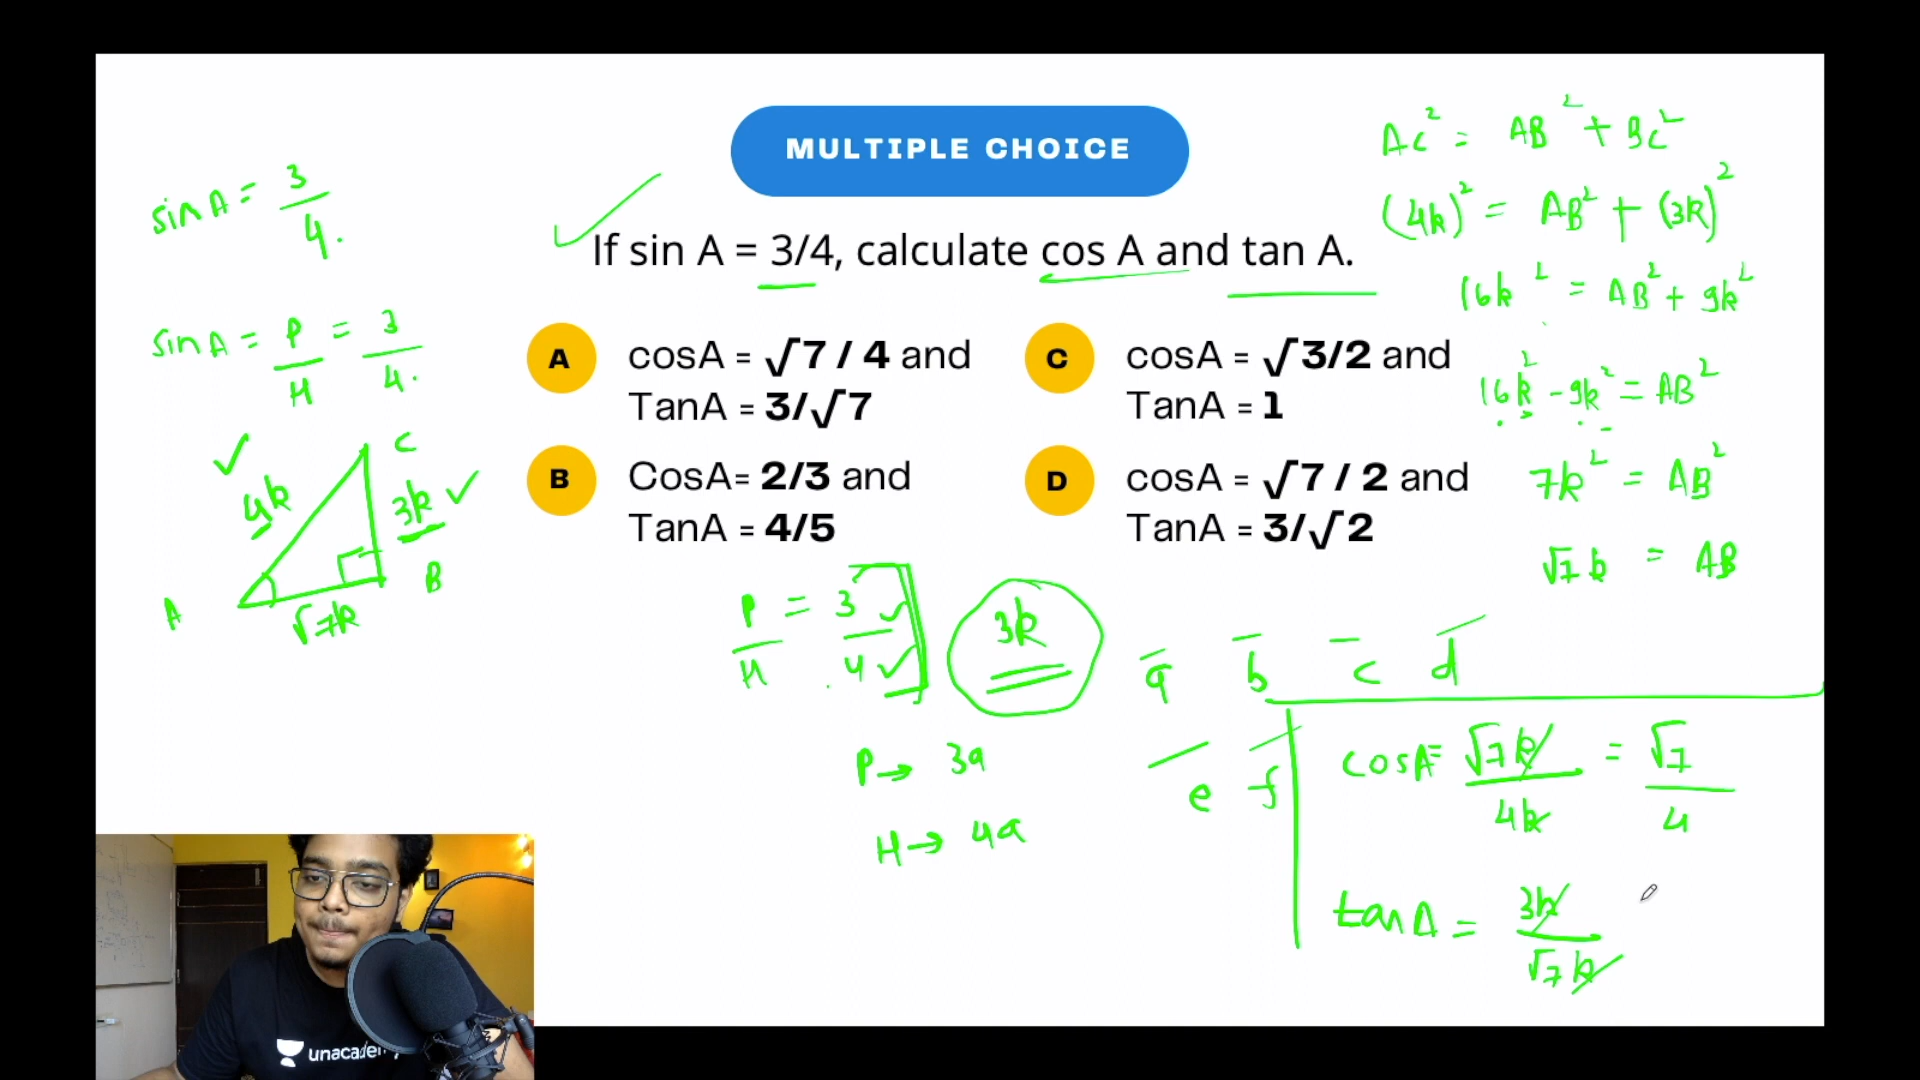 MULTIPLE CHOICE
If sin A = 3/4, calculate cos A and tan A.
A
cosA = √7 / 4 and
TanA = 3/√7
B
CosA= 2/3 and
TanA = 4/5
C
cosA = √3/2 and
TanA = 1
D
cosA = √7 / 2 and
TanA = 3/√2
sinA = 3/4.
sinA = P/H = 3/4.
C
4k
3k
B
A
√7k
AC² = AB² + BC²
(4k)² = AB² + (3k)²
16k² = AB² + 9k²
16k² - 9k² = AB²
7k² = AB²
√7k = AB
P/H = 3/4
3k
a b c d
e f
P → 3a
H → 4a
cosA = √7k/4k = √7/4
tanA = 3k/√7k
unacademy